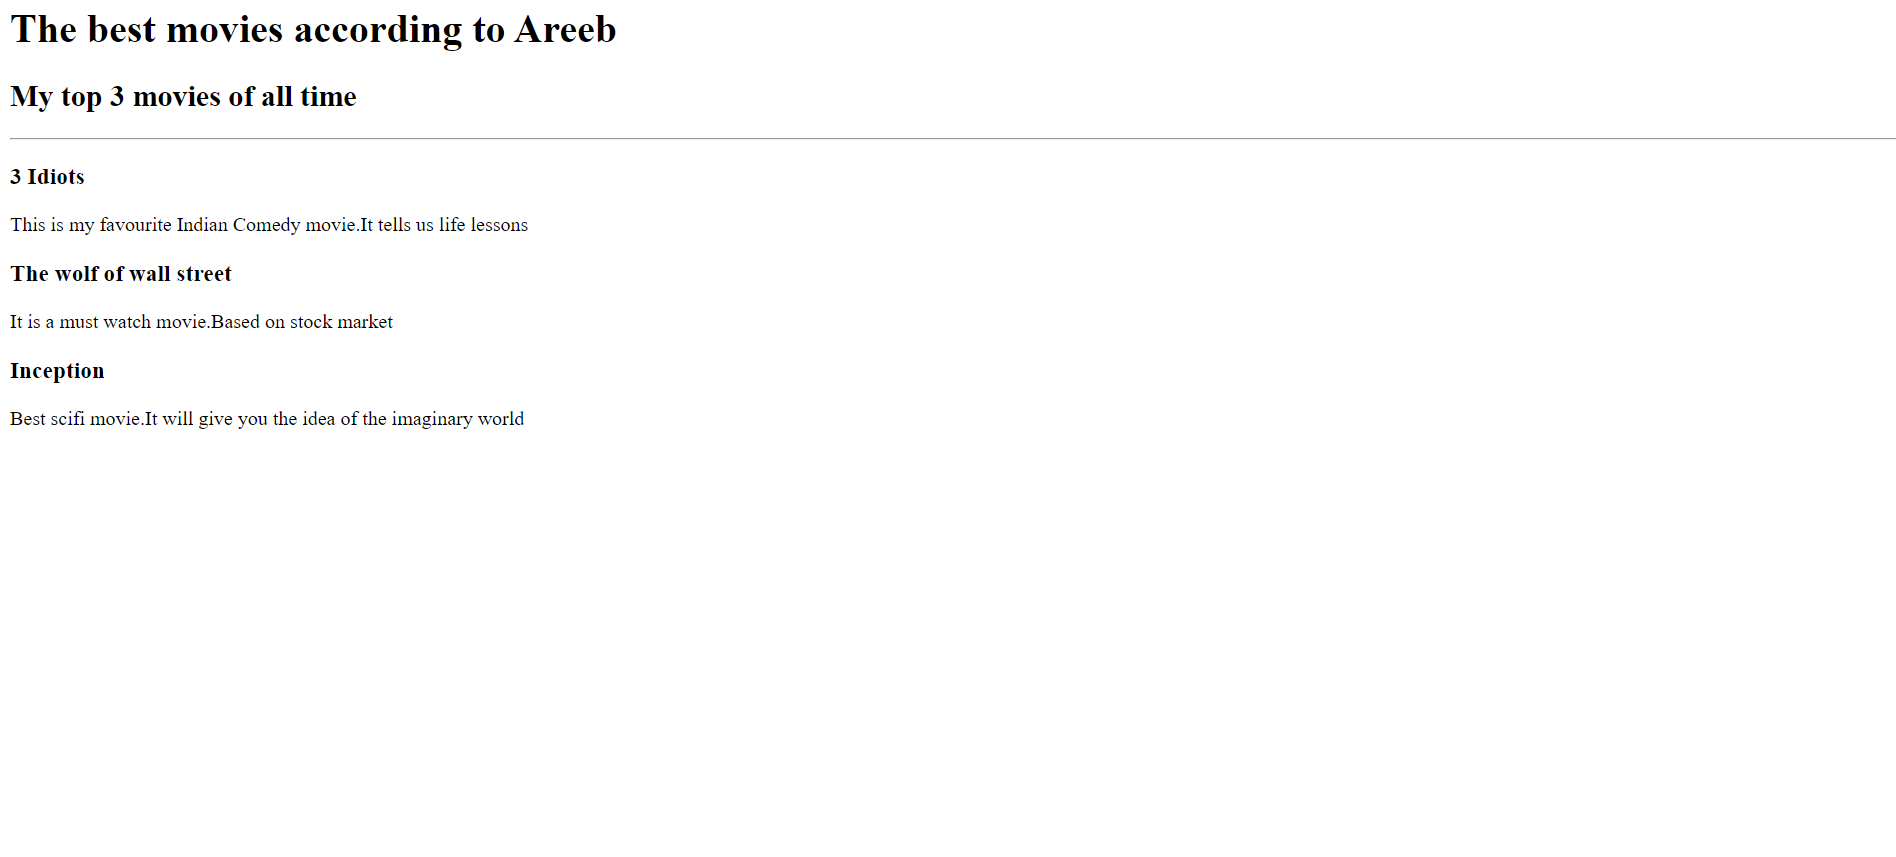 The best movies according to Areeb
My top 3 movies of all time
3 Idiots
This is my favourite Indian Comedy movie.It tells us life lessons
The wolf of wall street
It is a must watch movie.Based on stock market
Inception
Best scifi movie.It will give you the idea of the imaginary world